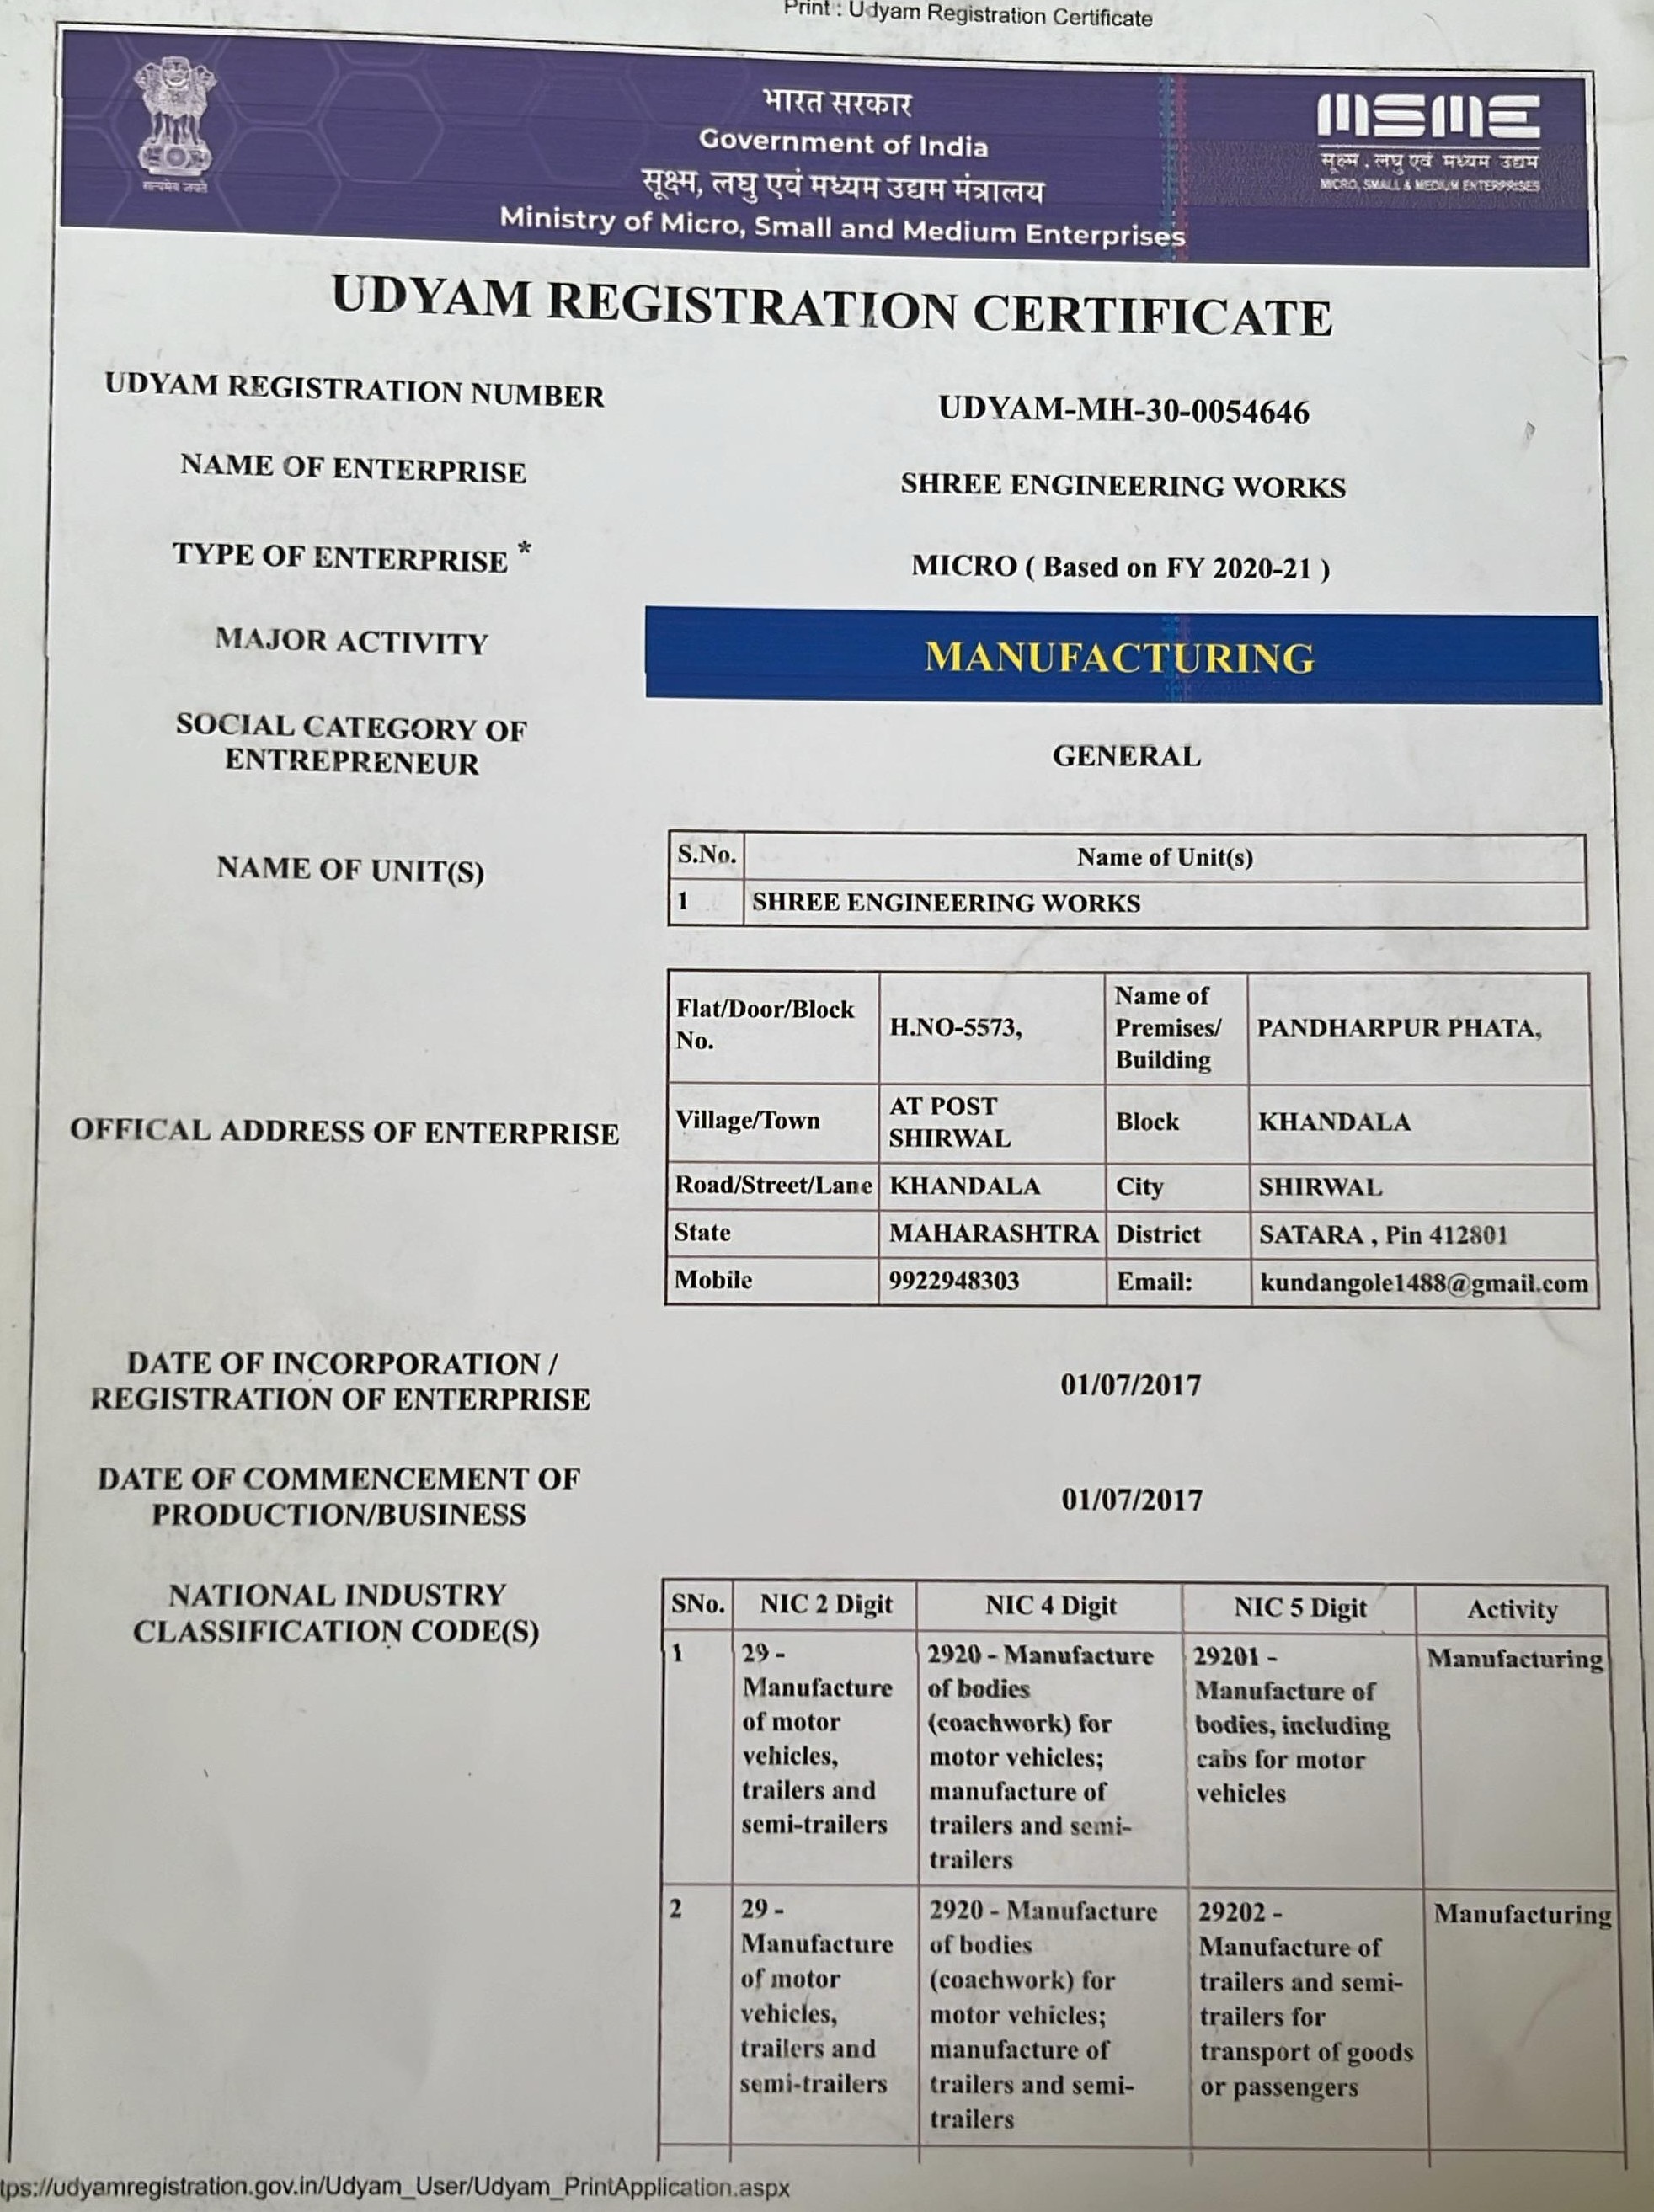 Print : Udyam Registration Certificate
भारत सरकार
Government of India
सूक्ष्म, लघु एवं मध्यम उद्यम मंत्रालय
Ministry of Micro, Small and Medium Enterprises
सत्यमेव जयते
MSME
सूक्ष्म, लघु एवं मध्यम उद्यम
MICRO, SMALL & MEDIUM ENTERPRISES
UDYAM REGISTRATION CERTIFICATE
UDYAM REGISTRATION NUMBER
UDYAM-MH-30-0054646
NAME OF ENTERPRISE
SHREE ENGINEERING WORKS
TYPE OF ENTERPRISE *
MICRO ( Based on FY 2020-21 )
MAJOR ACTIVITY
MANUFACTURING
SOCIAL CATEGORY OF
ENTREPRENEUR
GENERAL
NAME OF UNIT(S)
S.No. Name of Unit(s)
1 SHREE ENGINEERING WORKS
OFFICAL ADDRESS OF ENTERPRISE
Flat/Door/Block
No.
H.NO-5573,
Name of
Premises/
Building
PANDHARPUR PHATA,
Village/Town
AT POST
SHIRWAL
Block
KHANDALA
Road/Street/Lane KHANDALA City SHIRWAL
State MAHARASHTRA District SATARA , Pin 412801
Mobile 9922948303 Email: kundangole1488@gmail.com
DATE OF INCORPORATION /
REGISTRATION OF ENTERPRISE
01/07/2017
DATE OF COMMENCEMENT OF
PRODUCTION/BUSINESS
01/07/2017
NATIONAL INDUSTRY
CLASSIFICATION CODE(S)
SNo. NIC 2 Digit NIC 4 Digit NIC 5 Digit Activity
1
29 -
Manufacture
of motor
vehicles,
trailers and
semi-trailers
2920 - Manufacture
of bodies
(coachwork) for
motor vehicles;
manufacture of
trailers and semi-
trailers
29201 -
Manufacture of
bodies, including
cabs for motor
vehicles
Manufacturing
2
29 -
Manufacture
of motor
vehicles,
trailers and
semi-trailers
2920 - Manufacture
of bodies
(coachwork) for
motor vehicles;
manufacture of
trailers and semi-
trailers
29202 -
Manufacture of
trailers and semi-
trailers for
transport of goods
or passengers
Manufacturing
tps://udyamregistration.gov.in/Udyam_User/Udyam_PrintApplication.aspx